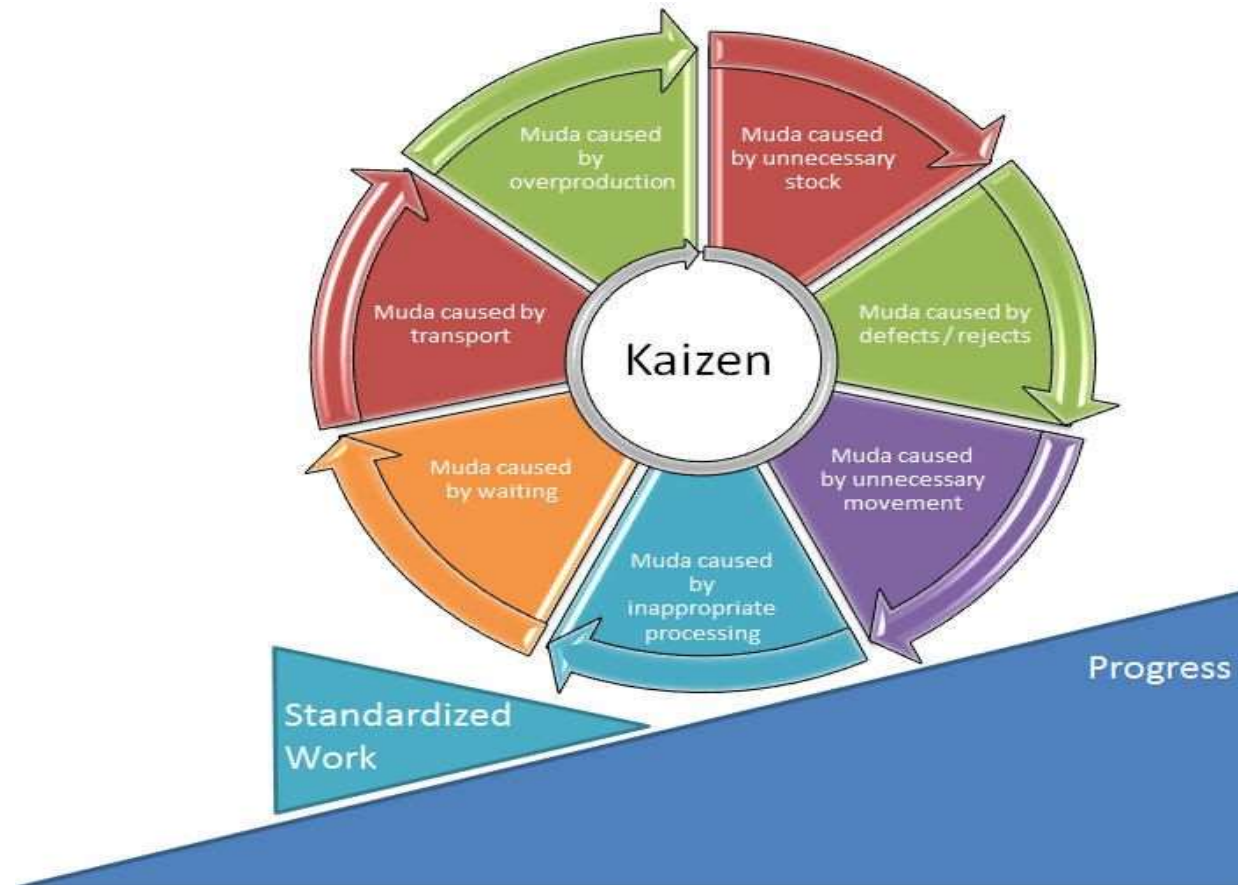 Muda caused
by
overproduction
Muda caused
by unnecessary
stock
Muda caused by
transport
Kaizen
Muda caused by
defects / rejects
Muda caused
by waiting
Muda caused
by unnecessary
movement
Muda caused
by
inappropriate
processing
Standardized
Work
Progress